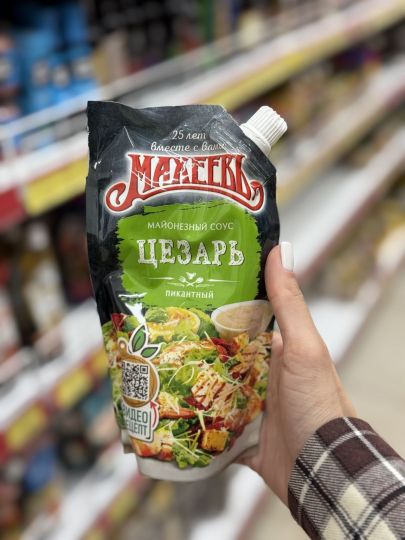 25 лет
вместе с вами
МАХЕЕВЪ
МАЙОНЕЗНЫЙ СОУС
ЦЕЗАРЬ
ПИКАНТНЫЙ
ВИДЕО
РЕЦЕПТ